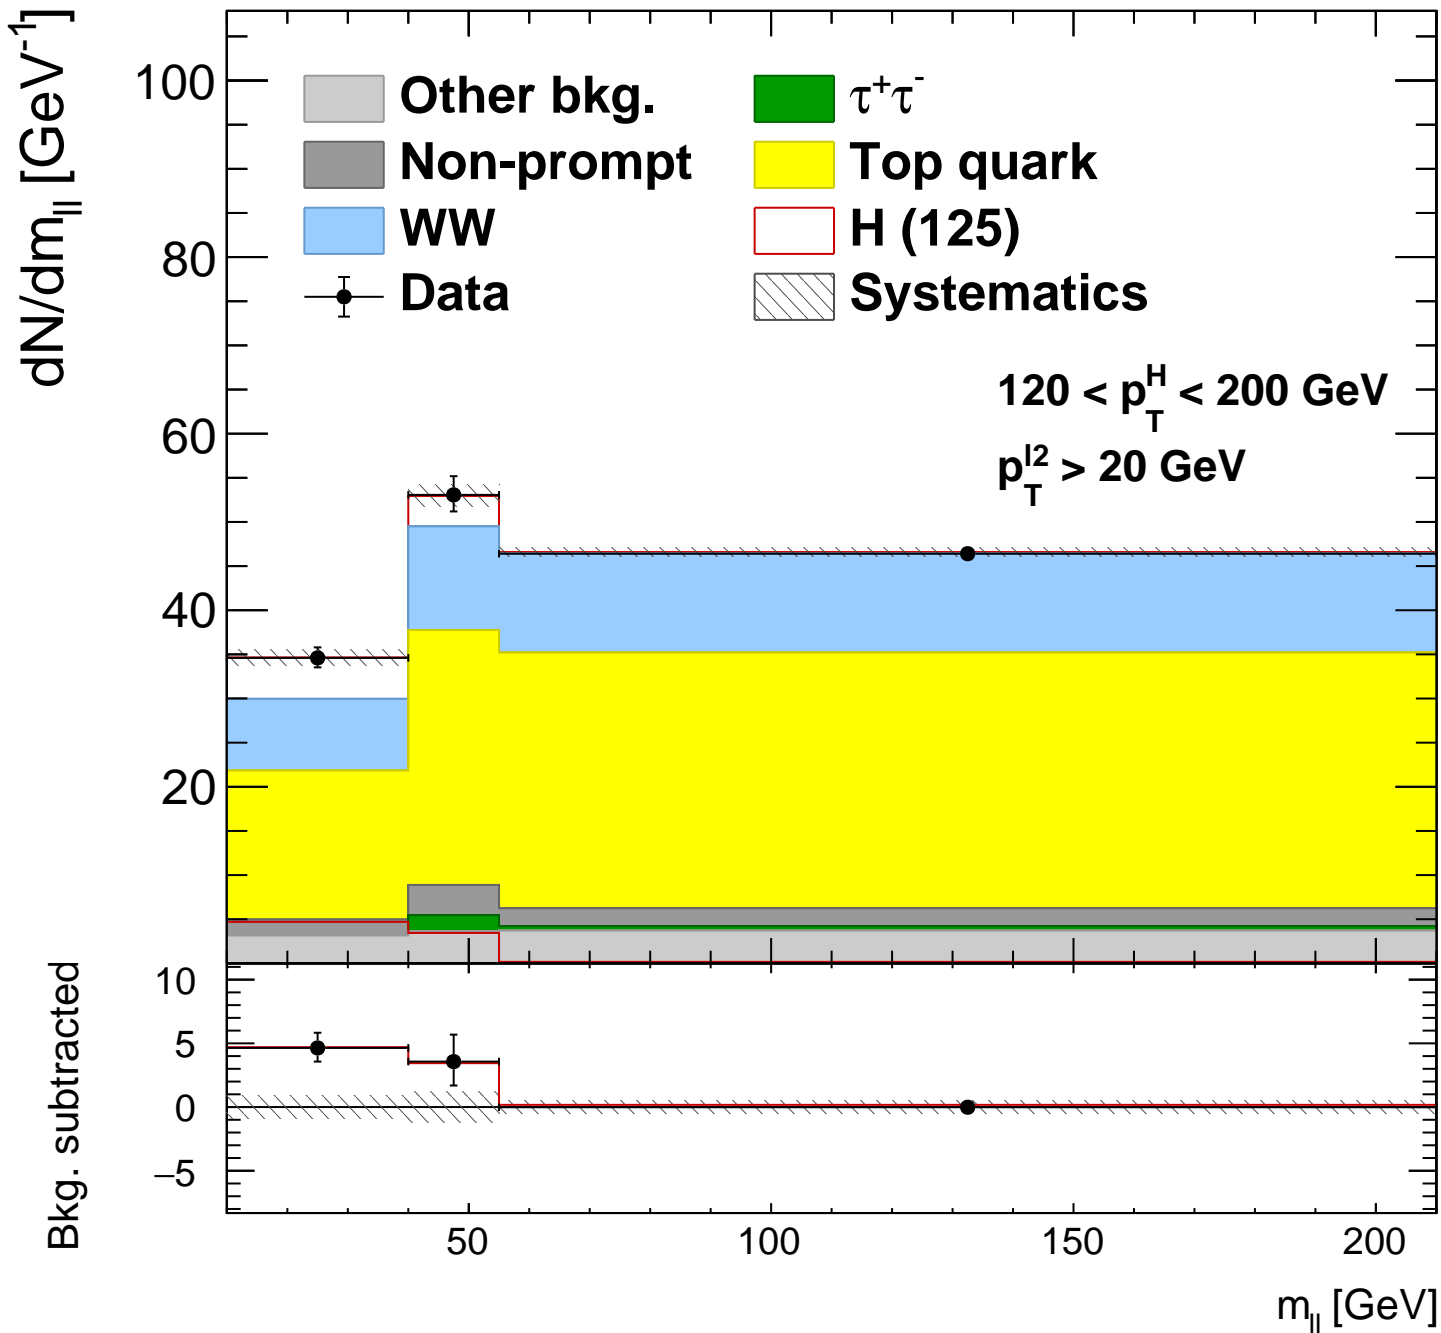 dN/dm_ll [GeV^-1]
100
80
60
40
20
Other bkg.
τ^+τ^-
Non-prompt
Top quark
WW
H (125)
Data
Systematics
120 < p_T^H < 200 GeV
p_T^l2 > 20 GeV
Bkg. subtracted
10
5
0
−5
50
100
150
200
m_ll [GeV]